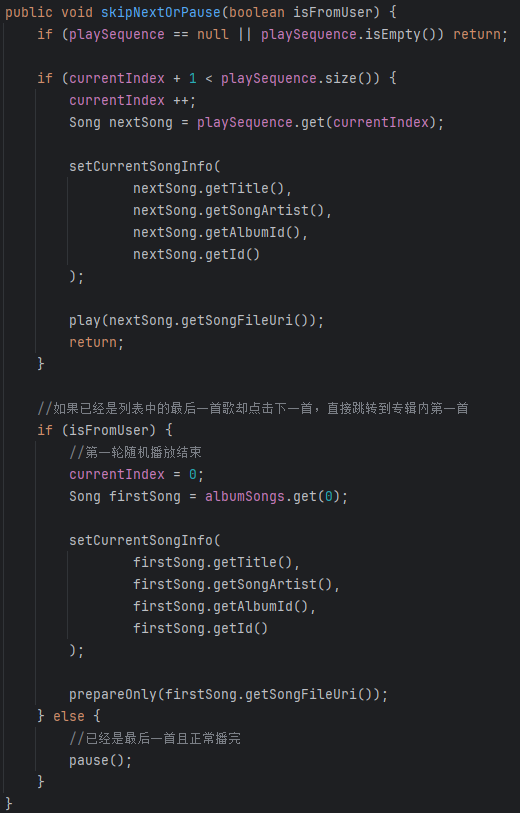 public void skipNextOrPause(boolean isFromUser) {
    if (playSequence == null || playSequence.isEmpty()) return;

    if (currentIndex + 1 < playSequence.size()) {
        currentIndex ++;
        Song nextSong = playSequence.get(currentIndex);

        setCurrentSongInfo(
                nextSong.getTitle(),
                nextSong.getSongArtist(),
                nextSong.getAlbumId(),
                nextSong.getId()
        );

        play(nextSong.getSongFileUri());
        return;
    }

    //如果已经是列表中的最后一首歌却点击下一首，直接跳转到专辑内第一首
    if (isFromUser) {
        //第一轮随机播放结束
        currentIndex = 0;
        Song firstSong = albumSongs.get(0);

        setCurrentSongInfo(
                firstSong.getTitle(),
                firstSong.getSongArtist(),
                firstSong.getAlbumId(),
                firstSong.getId()
        );

        prepareOnly(firstSong.getSongFileUri());
    } else {
        //已经是最后一首且正常播完
        pause();
    }
}